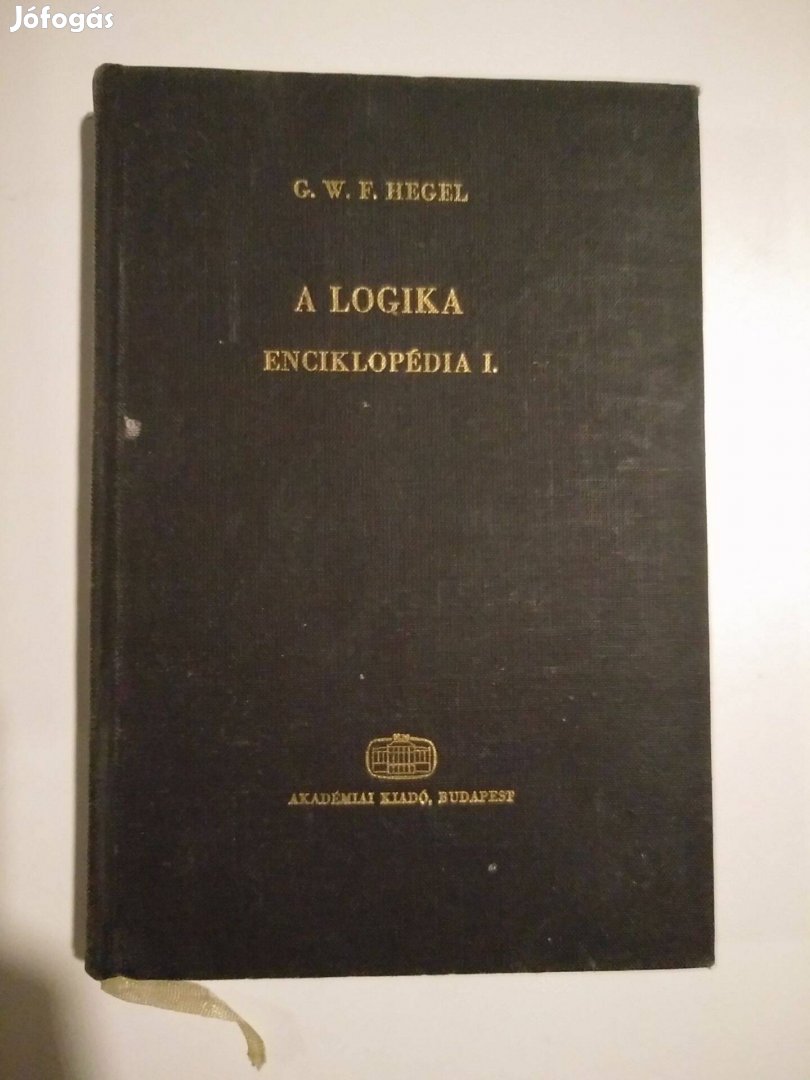 Jófogás
G. W. F. HEGEL
A LOGIKA
ENCIKLOPÉDIA I.
AKADÉMIAI KIADÓ, BUDAPEST